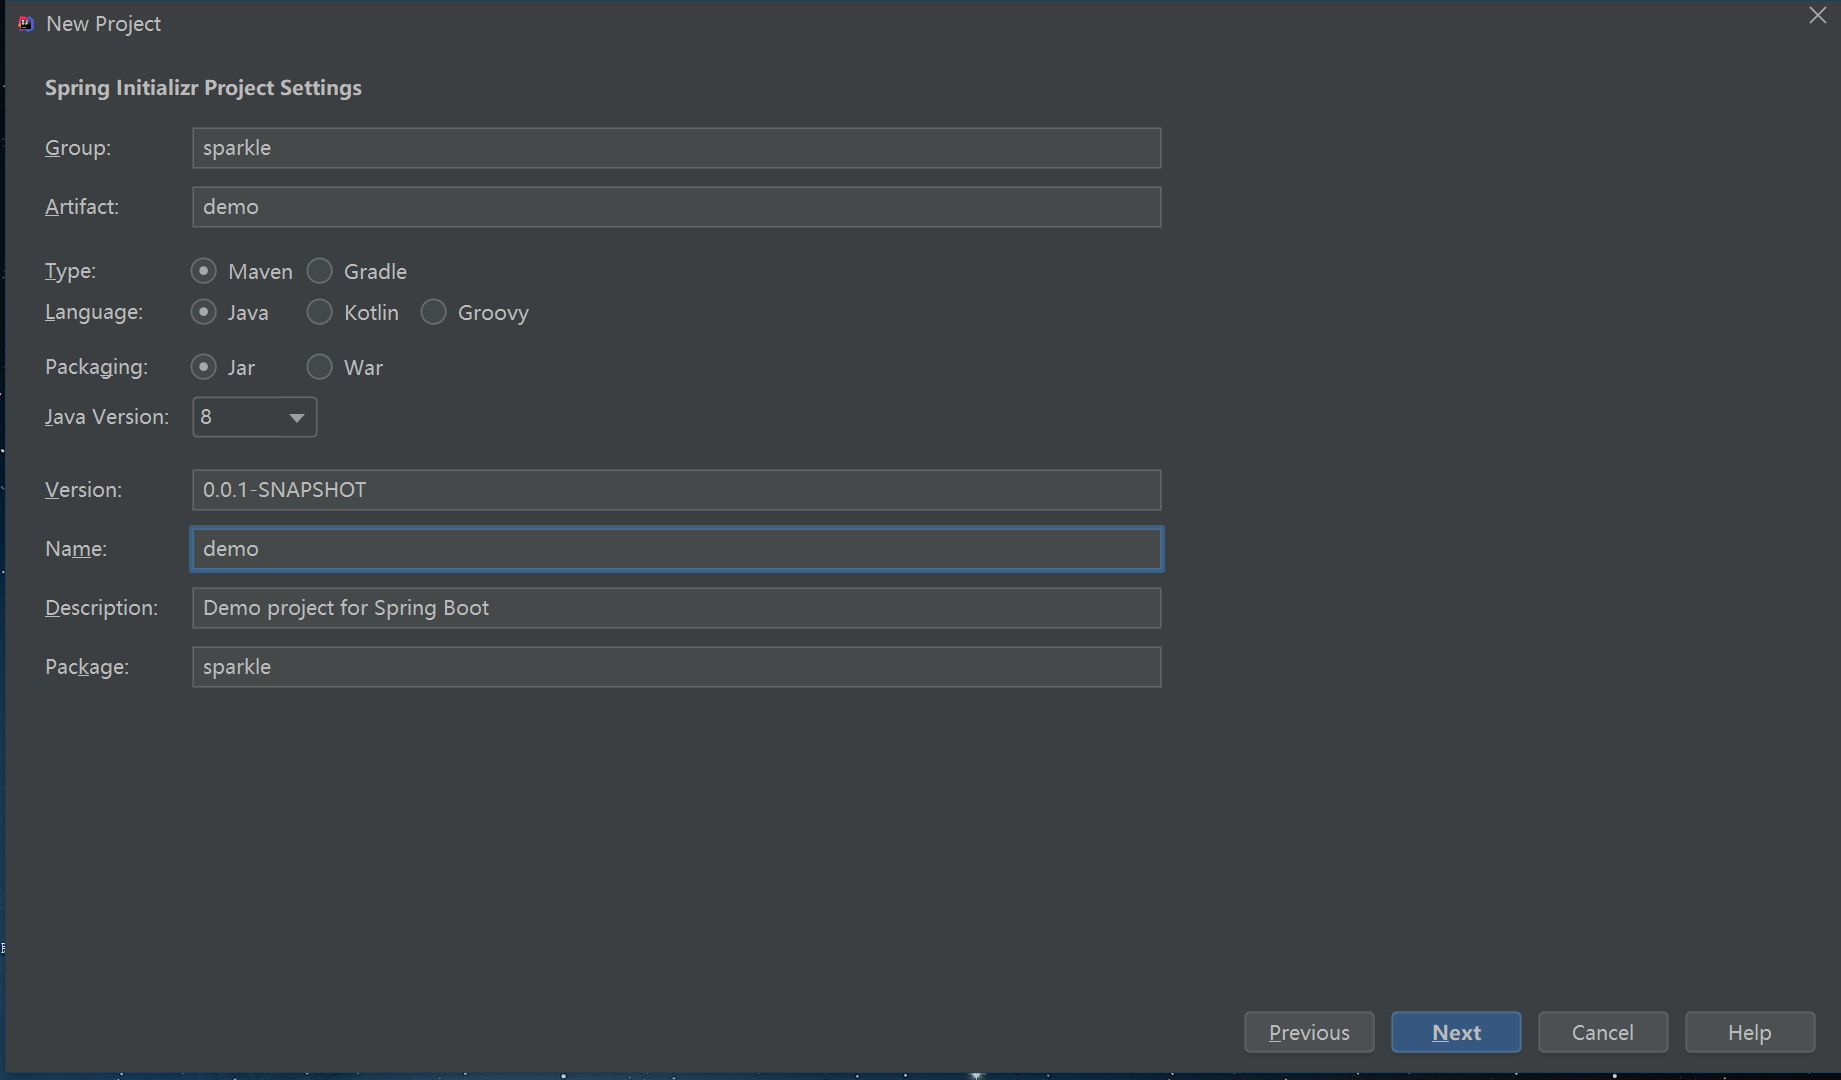 New Project
Spring Initializr Project Settings
Group: sparkle
Artifact: demo
Type: Maven Gradle
Language: Java Kotlin Groovy
Packaging: Jar War
Java Version: 8
Version: 0.0.1-SNAPSHOT
Name: demo
Description: Demo project for Spring Boot
Package: sparkle
Previous Next Cancel Help